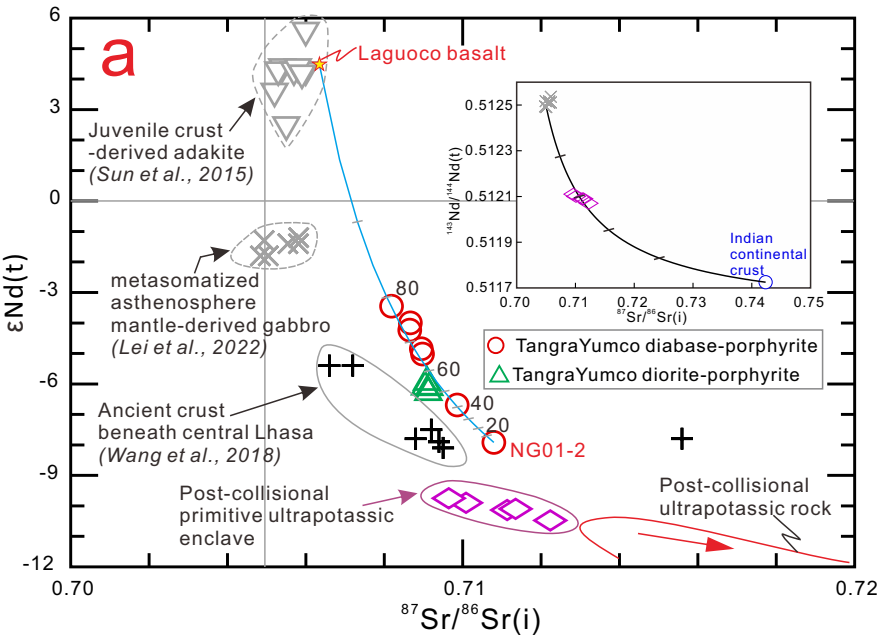 a
6
3
0
-3
-6
-9
-12
εNd(t)
0.70
0.71
0.72
⁸⁷Sr/⁸⁶Sr(i)
Laguoco basalt
Juvenile crust
-derived adakite
(Sun et al., 2015)
metasomatized
asthenosphere
mantle-derived gabbro
(Lei et al., 2022)
Ancient crust
beneath central Lhasa
(Wang et al., 2018)
Post-collisional
primitive ultrapotassic
enclave
80
60
40
20
NG01-2
Post-collisional
ultrapotassic rock
TangraYumco diabase-porphyrite
TangraYumco diorite-porphyrite
0.5125
0.5123
0.5121
0.5119
0.5117
¹⁴³Nd/¹⁴⁴Nd(t)
0.70
0.71
0.72
0.73
0.74
0.75
⁸⁷Sr/⁸⁶Sr(i)
Indian
continental
crust